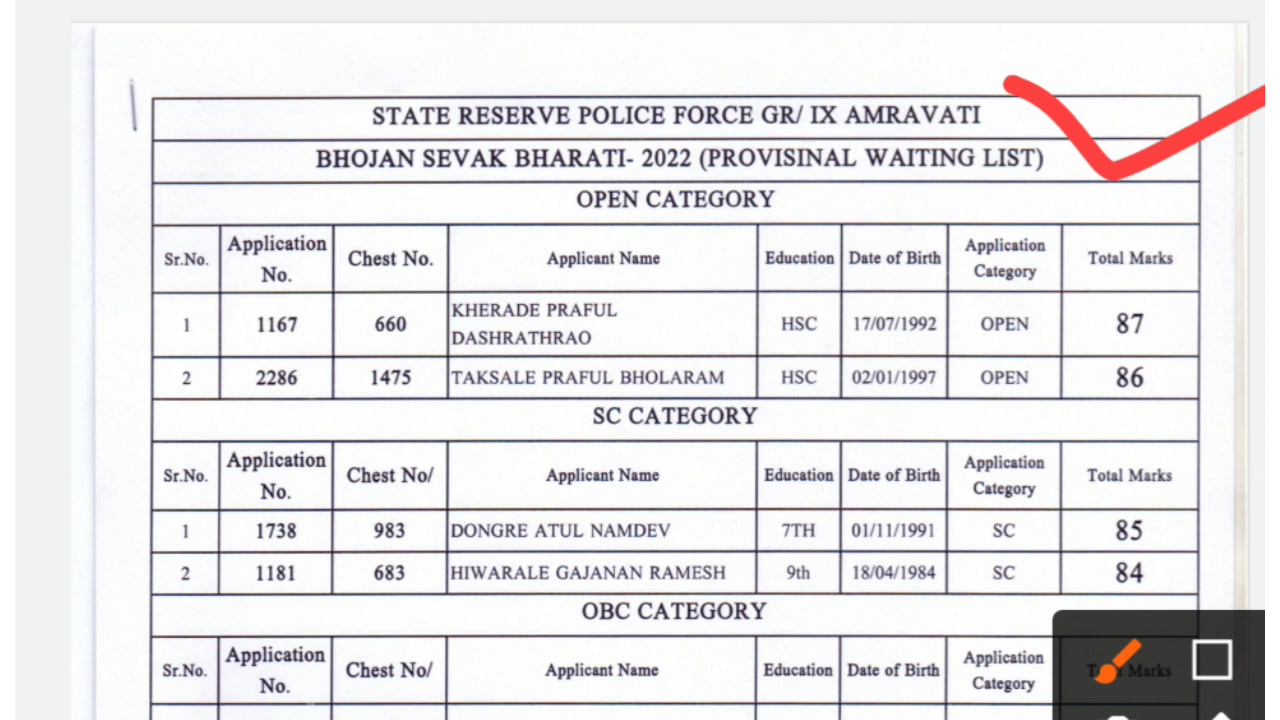 STATE RESERVE POLICE FORCE GR/ IX AMRAVATI
BHOJAN SEVAK BHARATI- 2022 (PROVISINAL WAITING LIST)
OPEN CATEGORY
Sr.No. Application No. Chest No. Applicant Name Education Date of Birth Application Category Total Marks
1 1167 660 KHERADE PRAFUL DASHRATHRAO HSC 17/07/1992 OPEN 87
2 2286 1475 TAKSALE PRAFUL BHOLARAM HSC 02/01/1997 OPEN 86
SC CATEGORY
Sr.No. Application No. Chest No/ Applicant Name Education Date of Birth Application Category Total Marks
1 1738 983 DONGRE ATUL NAMDEV 7TH 01/11/1991 SC 85
2 1181 683 HIWARALE GAJANAN RAMESH 9th 18/04/1984 SC 84
OBC CATEGORY
Sr.No. Application No. Chest No/ Applicant Name Education Date of Birth Application Category Marks